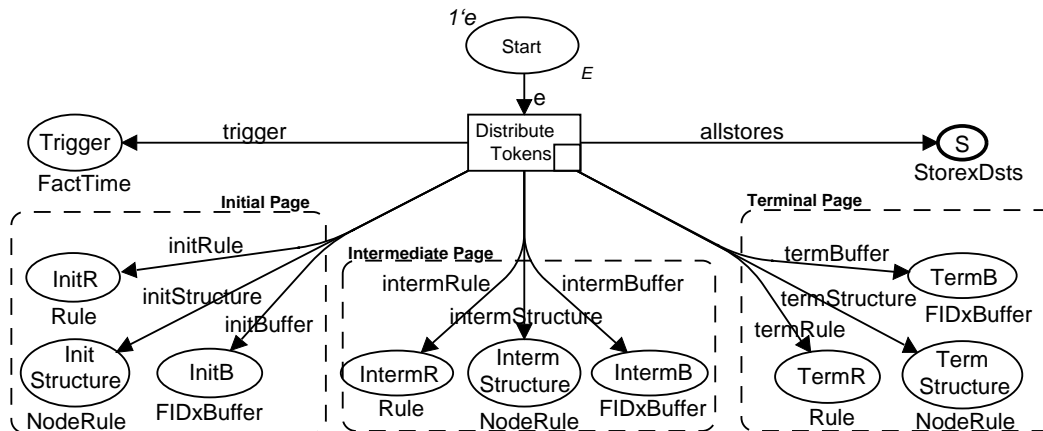 1'e
Start
E
e
Distribute
Tokens
trigger
allstores
Trigger
FactTime
S
StorexDsts
Initial Page
initRule
InitR
Rule
initStructure
initBuffer
Init
Structure
NodeRule
InitB
FIDxBuffer
Intermediate Page
intermRule
intermBuffer
intermStructure
IntermR
Rule
Interm
Structure
NodeRule
IntermB
FIDxBuffer
Terminal Page
termBuffer
TermB
FIDxBuffer
termStructure
termRule
TermR
Rule
Term
Structure
NodeRule